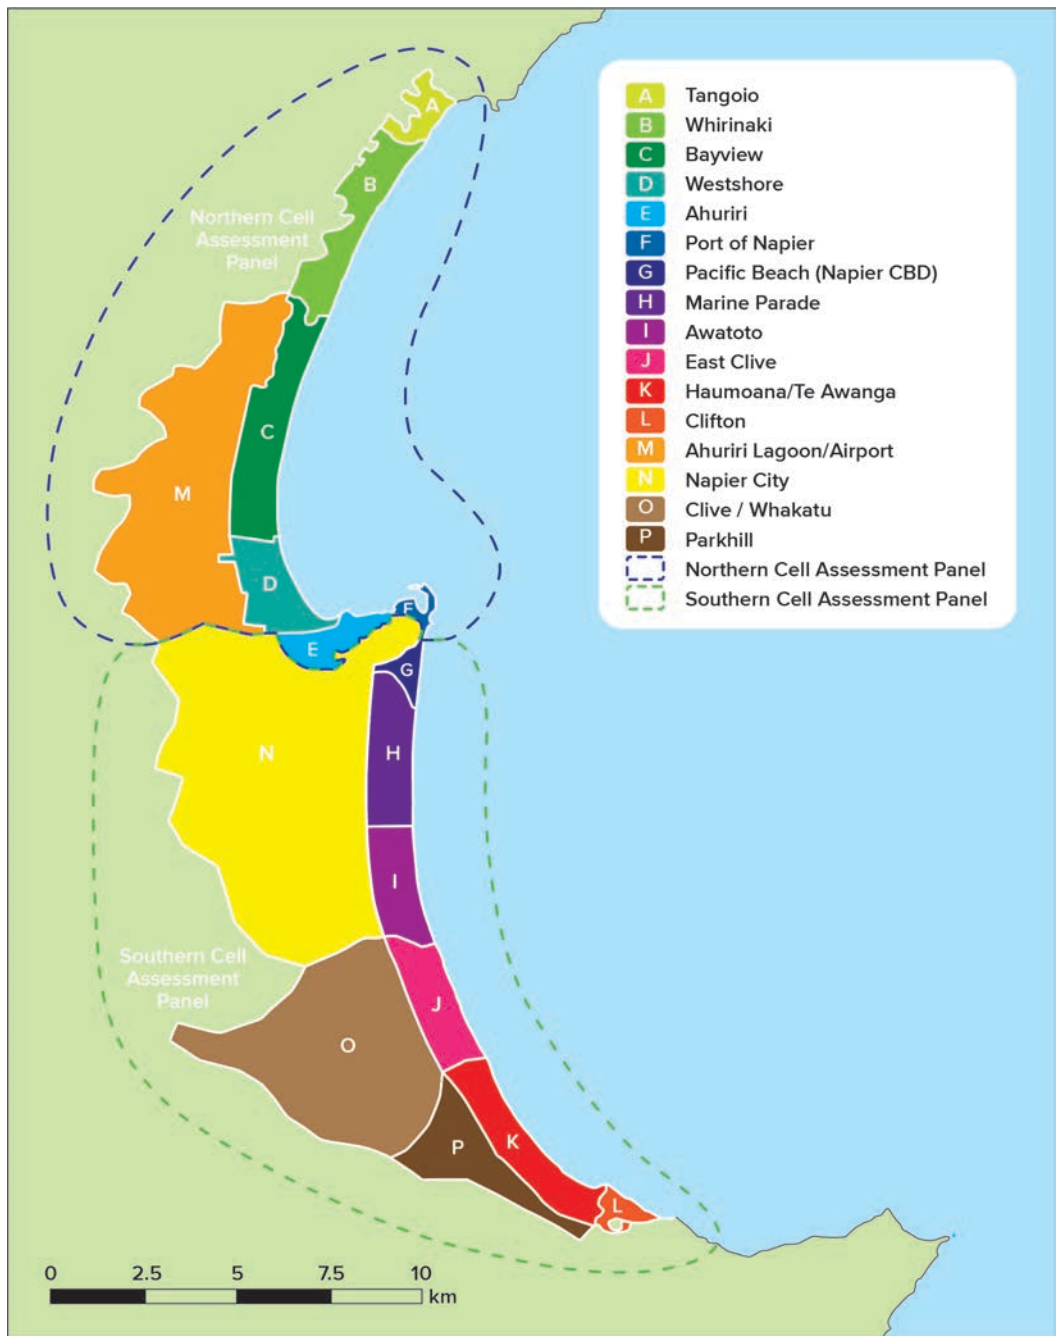 A Tangoio
B Whirinaki
C Bayview
D Westshore
E Ahuriri
F Port of Napier
G Pacific Beach (Napier CBD)
H Marine Parade
I Awatoto
J East Clive
K Haumoana/Te Awanga
L Clifton
M Ahuriri Lagoon/Airport
N Napier City
O Clive / Whakatu
P Parkhill
Northern Cell Assessment Panel
Southern Cell Assessment Panel
A
B
Northern Cell
Assessment
Panel
C
M
D
F
E
G
N
H
I
Southern Cell
Assessment
Panel
J
O
K
P
L
0 2.5 5 7.5 10
km